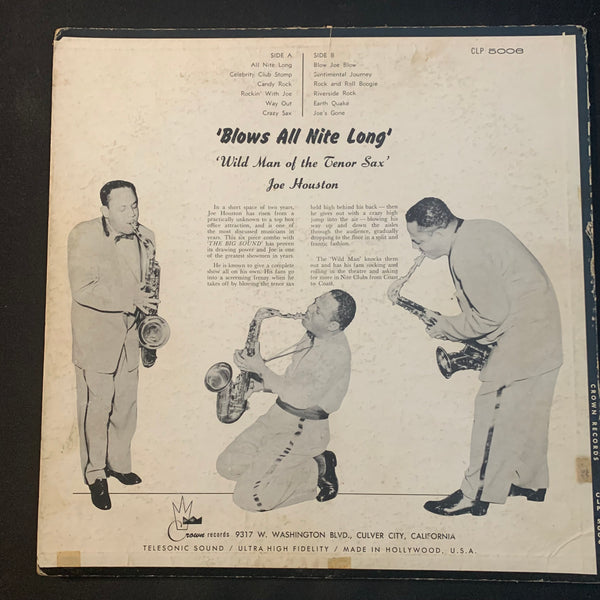 CLP 5008
SIDE A
All Nite Long
Celebrity Club Stomp
Candy Rock
Rockin' With Joe
Way Out
Crazy Sax
SIDE B
Blow Joe Blow
Sentimental Journey
Rock and Roll Boogie
Riverside Rock
Earth Quake
Joe's Gone
'Blows All Nite Long'
'Wild Man of the Tenor Sax'
Joe Houston
In a short space of two years,
Joe Houston has risen from a
practically unknown to a top box
office attraction, and is one of
the most discussed musicians in
years. This six piece combo with
'THE BIG SOUND' has proven
its drawing power and Joe is one
of the greatest showmen in years.
He is known to give a complete
show all on his own. His fans go
into a screaming frenzy when he
takes off by blowing the tenor sax
held high behind his back — then
he gives out with a crazy high
jump into the air — blowing his
way up and down the aisles
through the audience, gradually
dropping to the floor in a split and
frantic fashion.
The 'Wild Man' knocks them
out and has his fans rocking and
rolling in the theatre and asking
for more in Nite Clubs from Coast
to Coast.
Crown records 9317 W. WASHINGTON BLVD., CULVER CITY, CALIFORNIA
TELESONIC SOUND / ULTRA HIGH FIDELITY / MADE IN HOLLYWOOD, U.S.A.
CROWN RECORDS